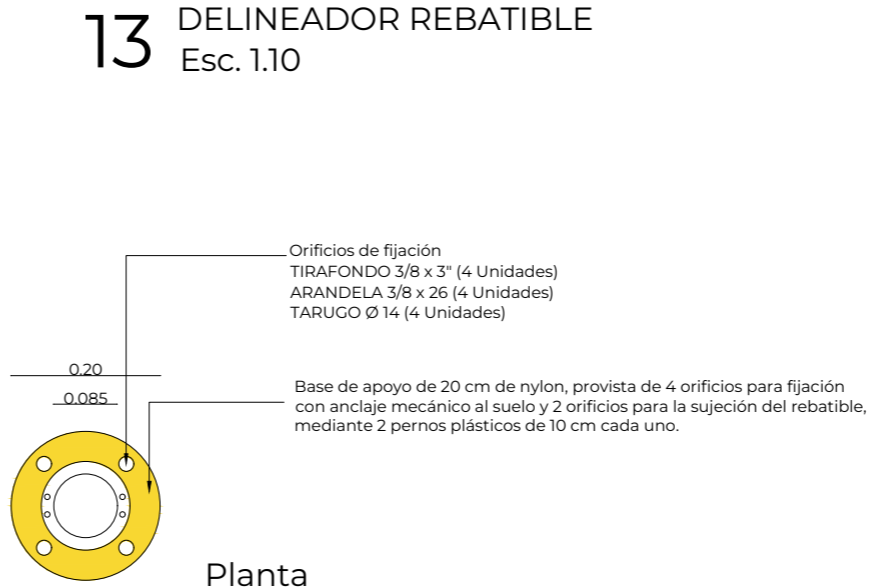 13
DELINEADOR REBATIBLE
Esc. 1.10
Orificios de fijación
TIRAFONDO 3/8 x 3" (4 Unidades)
ARANDELA 3/8 x 26 (4 Unidades)
TARUGO Ø 14 (4 Unidades)
0.20
0.085
Base de apoyo de 20 cm de nylon, provista de 4 orificios para fijación
con anclaje mecánico al suelo y 2 orificios para la sujeción del rebatible,
mediante 2 pernos plásticos de 10 cm cada uno.
Planta